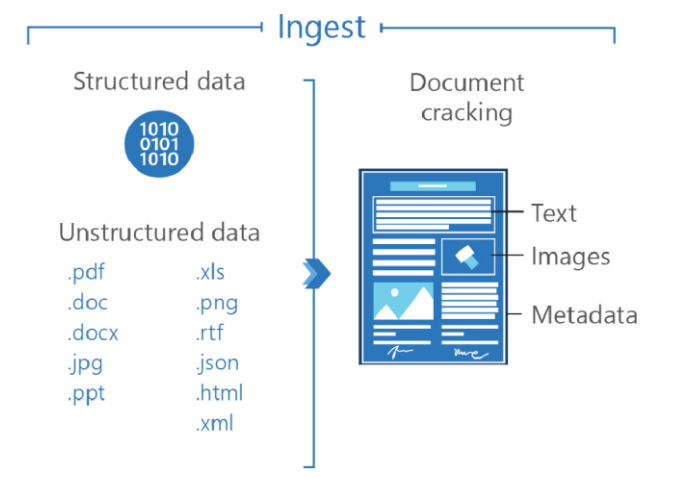 Ingest
Structured data
1010
0101
1010
Unstructured data
.pdf
.doc
.docx
.jpg
.ppt
.xls
.png
.rtf
.json
.html
.xml
Document
cracking
Text
Images
Metadata